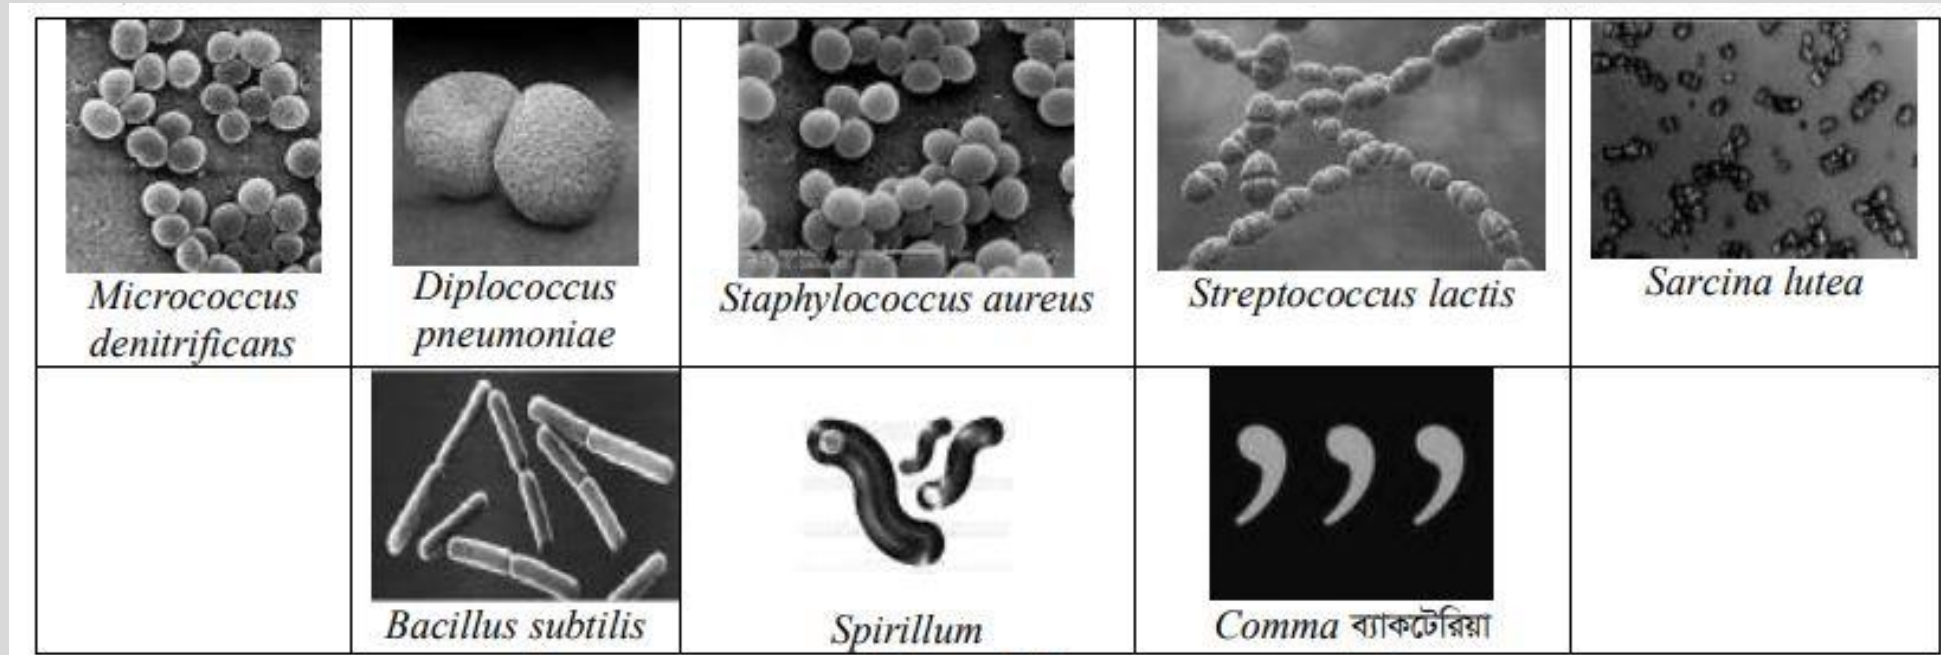 Micrococcus
denitrificans
Diplococcus
pneumoniae
Staphylococcus aureus
Streptococcus lactis
Sarcina lutea
Bacillus subtilis
Spirillum
Comma ব্যাকটেরিয়া